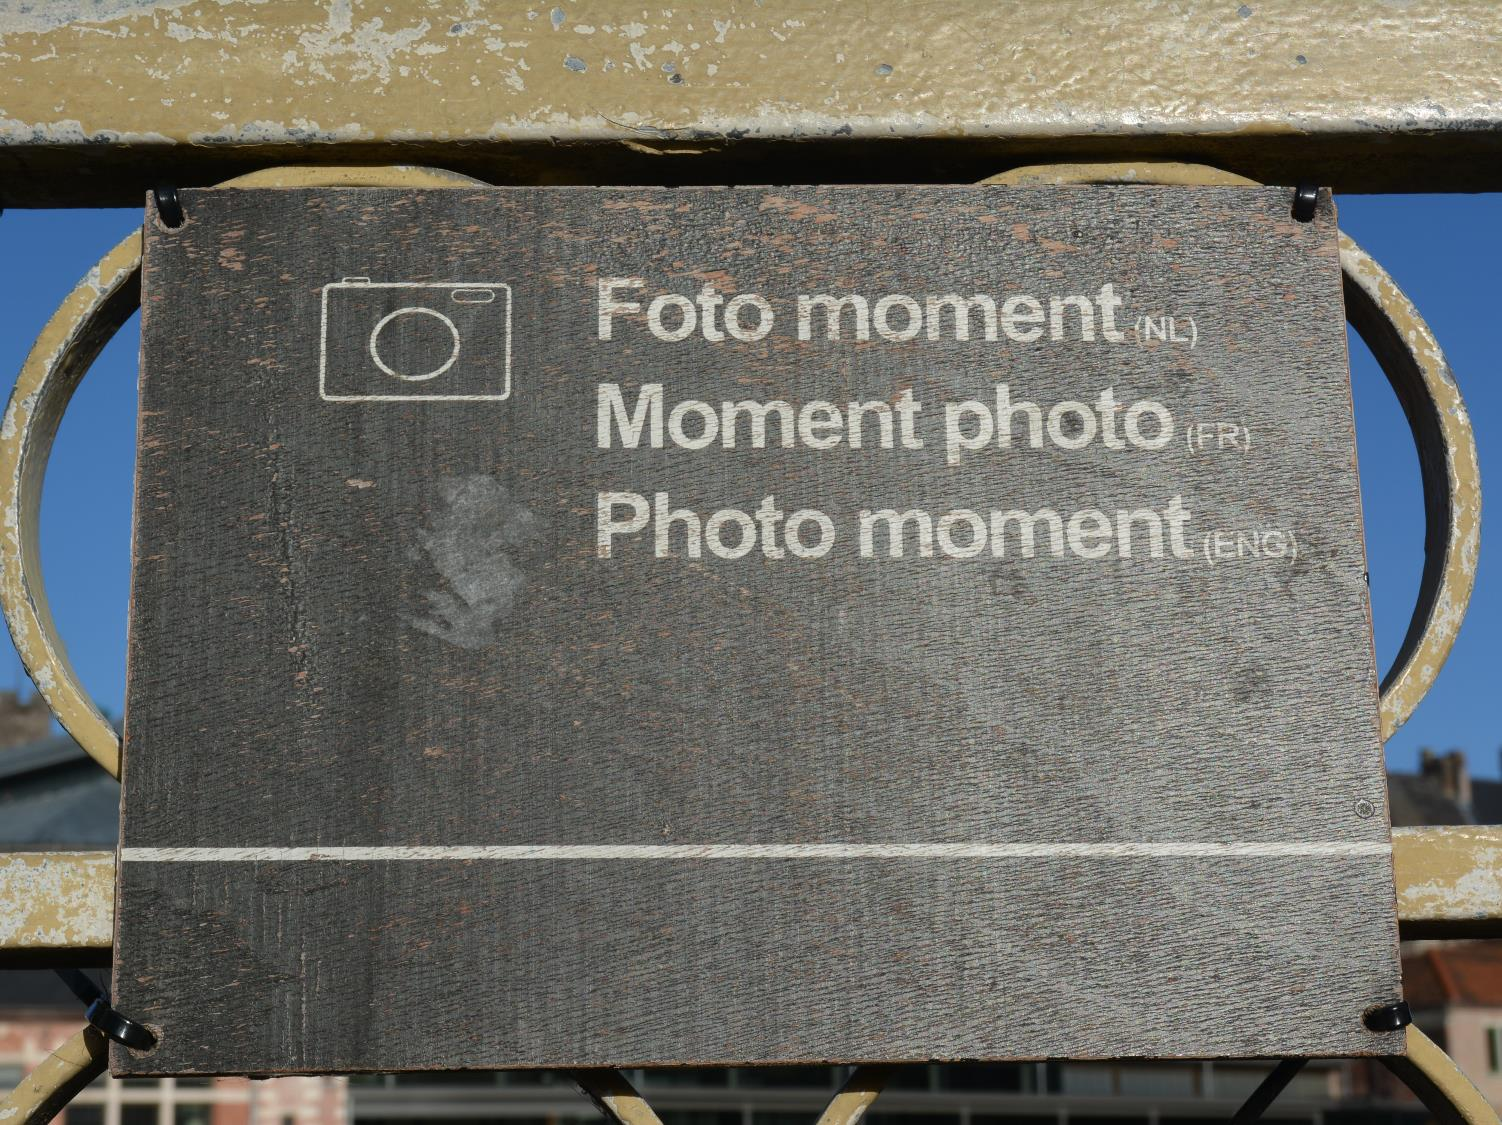 Foto moment (NL)
Moment photo (FR)
Photo moment (ENG)